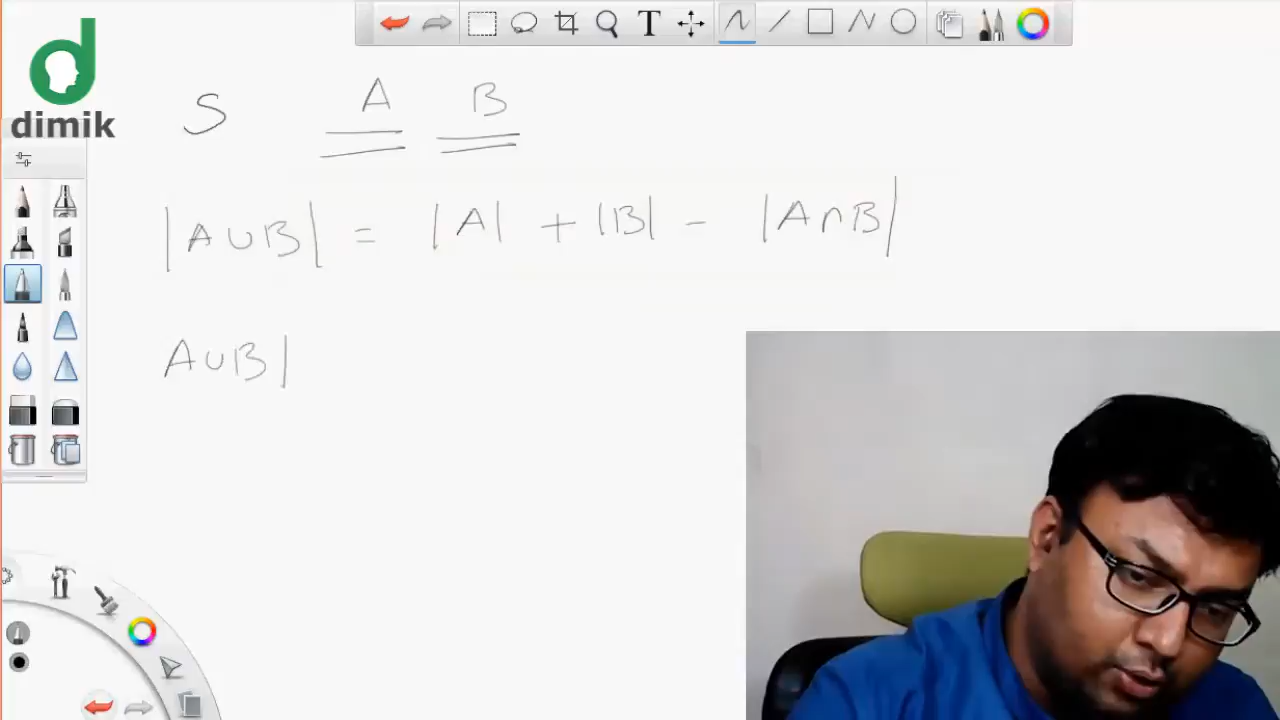 dimik
S A B
|A∪B| = |A| + |B| - |A∩B|
A∪B|